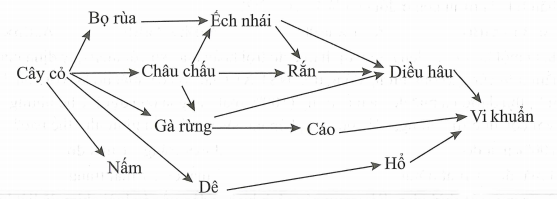 Bọ rùa
Ếch nhái
Cây cỏ
Châu chấu
Rắn
Diều hâu
Gà rừng
Cáo
Vi khuẩn
Nấm
Hổ
Dê